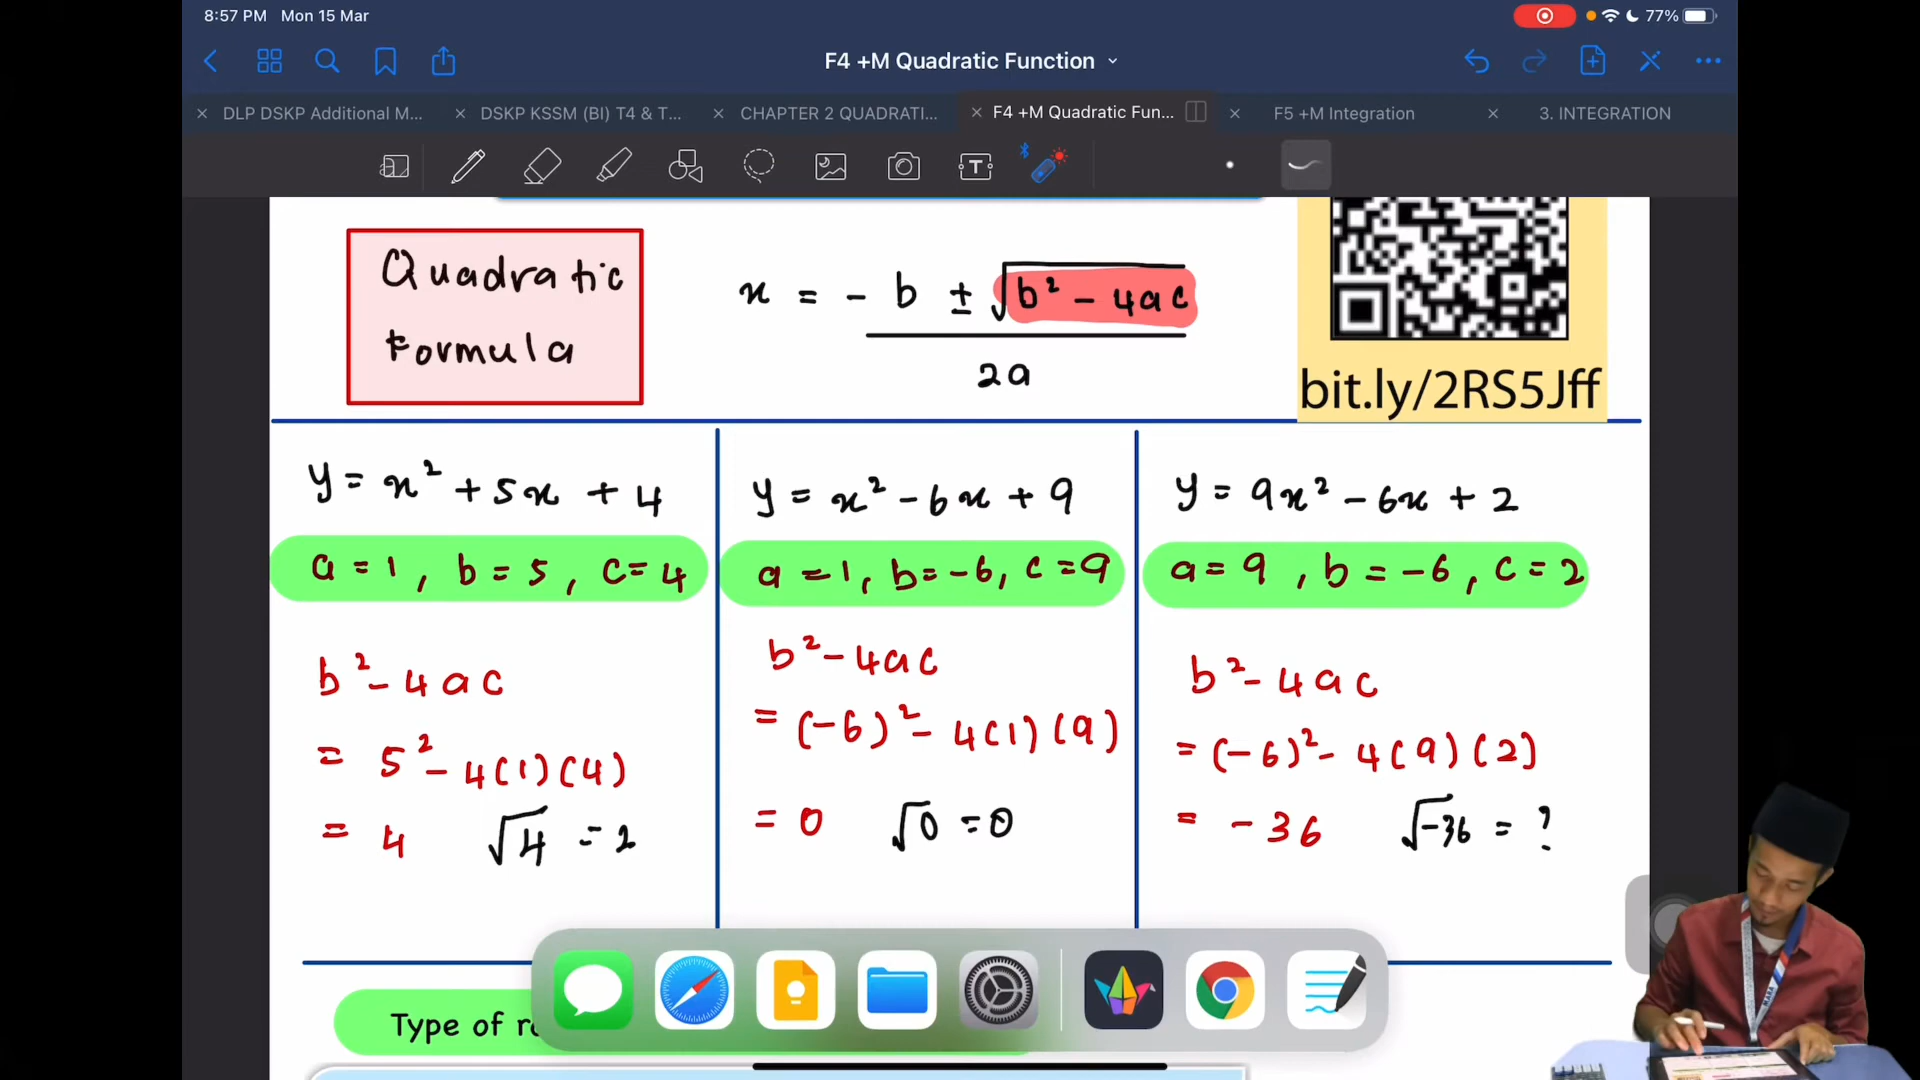 8:57 PM Mon 15 Mar
77%
F4 +M Quadratic Function
DLP DSKP Additional M...
DSKP KSSM (BI) T4 & T...
CHAPTER 2 QUADRATI...
F4 +M Quadratic Fun...
F5 +M Integration
3. INTEGRATION
Quadratic
Formula
x = - b ± √b² - 4ac
2a
bit.ly/2RS5Jff
y = x² + 5x + 4
a = 1, b = 5, c = 4
b² - 4ac
= 5² - 4(1)(4)
= 4 √4 = 2
y = x² - 6x + 9
a = 1, b = -6, c = 9
b² - 4ac
= (-6)² - 4(1)(9)
= 0 √0 = 0
y = 9x² - 6x + 2
a = 9, b = -6, c = 2
b² - 4ac
= (-6)² - 4(9)(2)
= -36 √-36 = ?
Type of